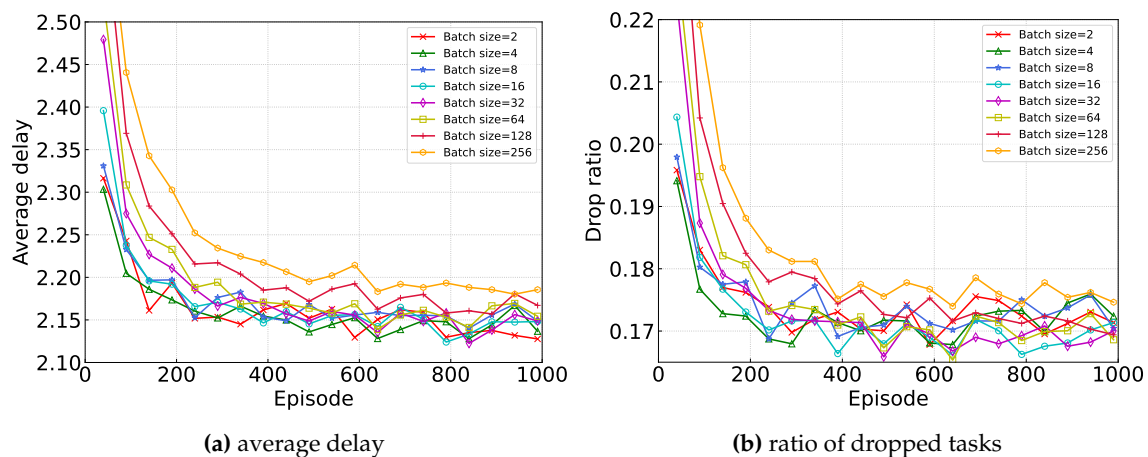 2.50
2.45
2.40
2.35
2.30
2.25
2.20
2.15
2.10
Average delay
0 200 400 600 800 1000
Episode
Batch size=2
Batch size=4
Batch size=8
Batch size=16
Batch size=32
Batch size=64
Batch size=128
Batch size=256
(a) average delay
0.22
0.21
0.20
0.19
0.18
0.17
Drop ratio
0 200 400 600 800 1000
Episode
Batch size=2
Batch size=4
Batch size=8
Batch size=16
Batch size=32
Batch size=64
Batch size=128
Batch size=256
(b) ratio of dropped tasks